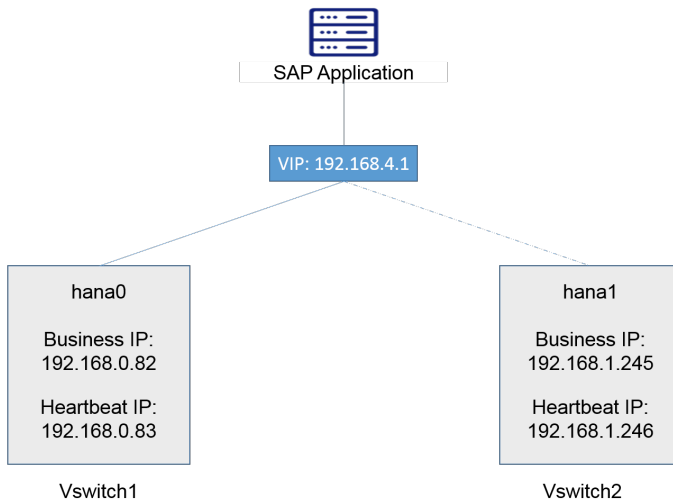 SAP Application
VIP: 192.168.4.1
hana0
Business IP:
192.168.0.82
Heartbeat IP:
192.168.0.83
Vswitch1
hana1
Business IP:
192.168.1.245
Heartbeat IP:
192.168.1.246
Vswitch2